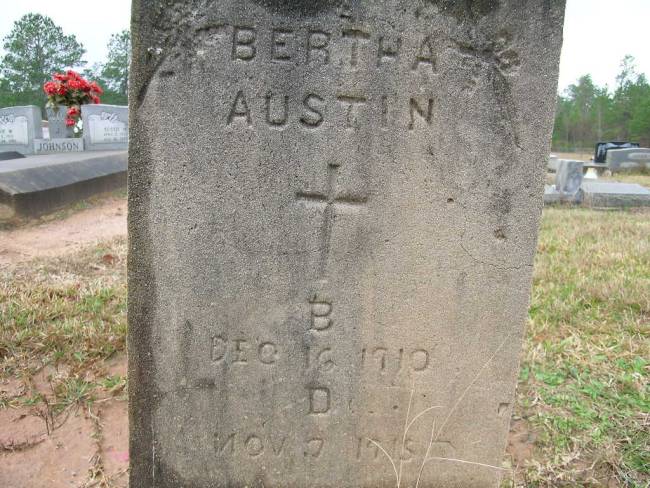 BERTHA
AUSTIN
B
DEC 16 1910
D
NOV 7
JOHNSON